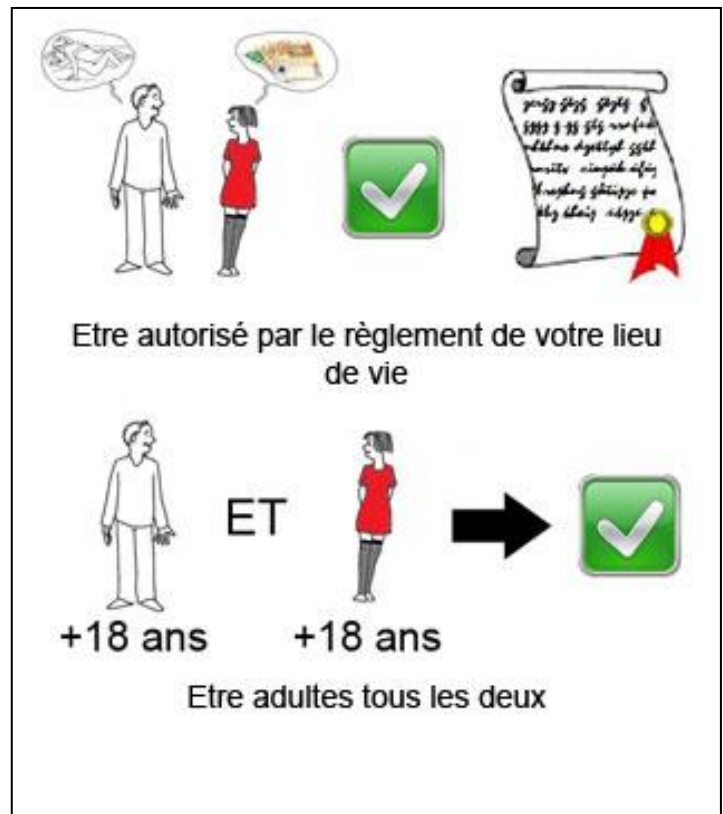 Etre autorisé par le règlement de votre lieu
de vie
ET
+18 ans +18 ans
Etre adultes tous les deux